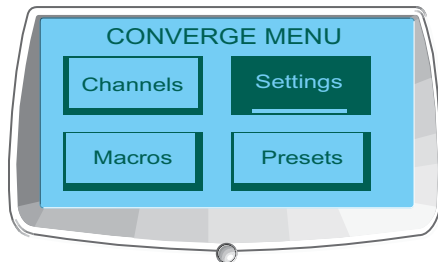 CONVERGE MENU
Channels
Settings
Macros
Presets